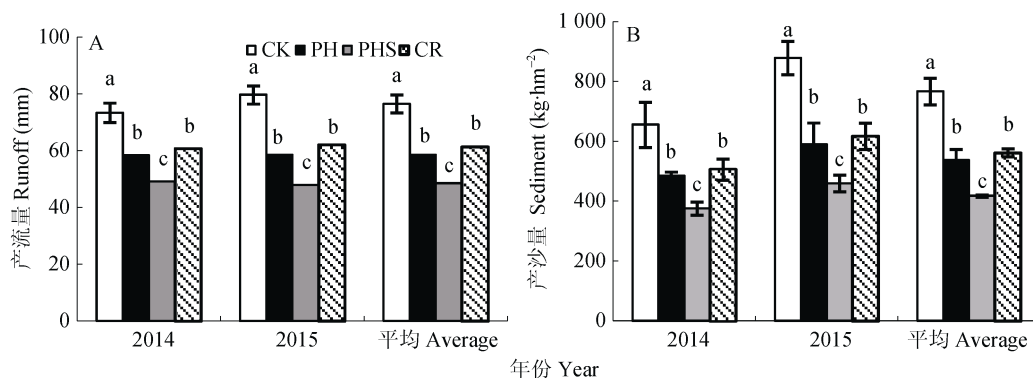 A
CK PH PHS CR
产流量 Runoff (mm)
100
80
60
40
20
0
a b c b
a b c b
a b c b
2014 2015 平均 Average
B
产沙量 Sediment (kg·hm⁻²)
1 000
800
600
400
200
0
a b c b
a b c b
a b c b
2014 2015 平均 Average
年份 Year